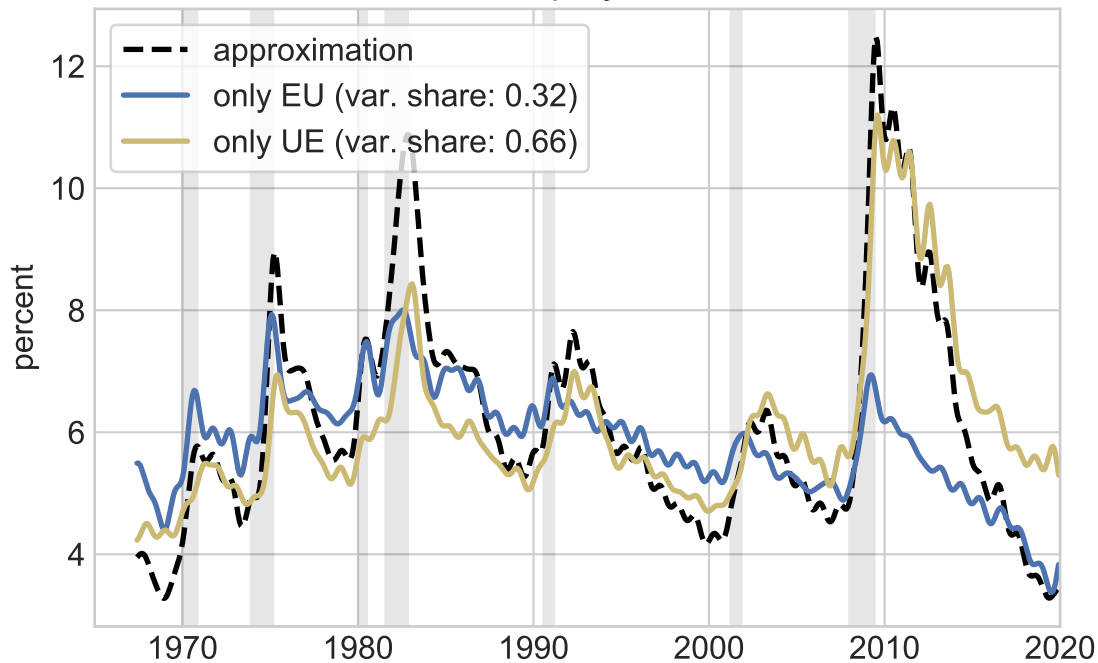 approximation
only EU (var. share: 0.32)
only UE (var. share: 0.66)
percent
12
10
8
6
4
1970 1980 1990 2000 2010 2020